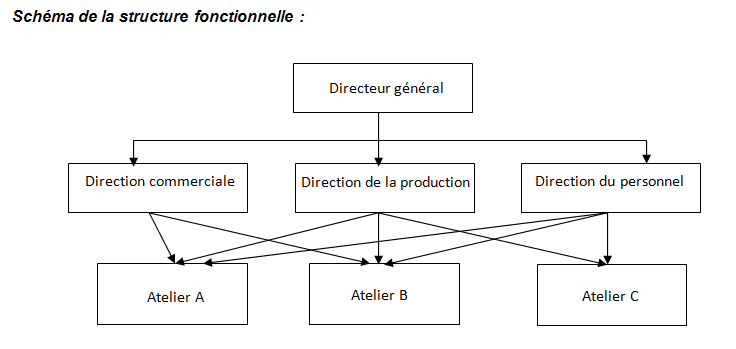 Schéma de la structure fonctionnelle :
Directeur général
Direction commerciale
Direction de la production
Direction du personnel
Atelier A
Atelier B
Atelier C